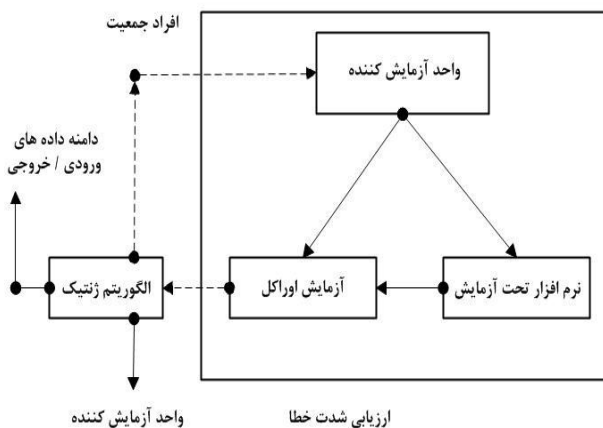 افراد جمعیت
واحد آزمایش کننده
دامنه داده های
ورودی / خروجی
الگوریتم ژنتیک
آزمایش اوراکل
نرم افزار تحت آزمایش
واحد آزمایش کننده
ارزیابی شدت خطا